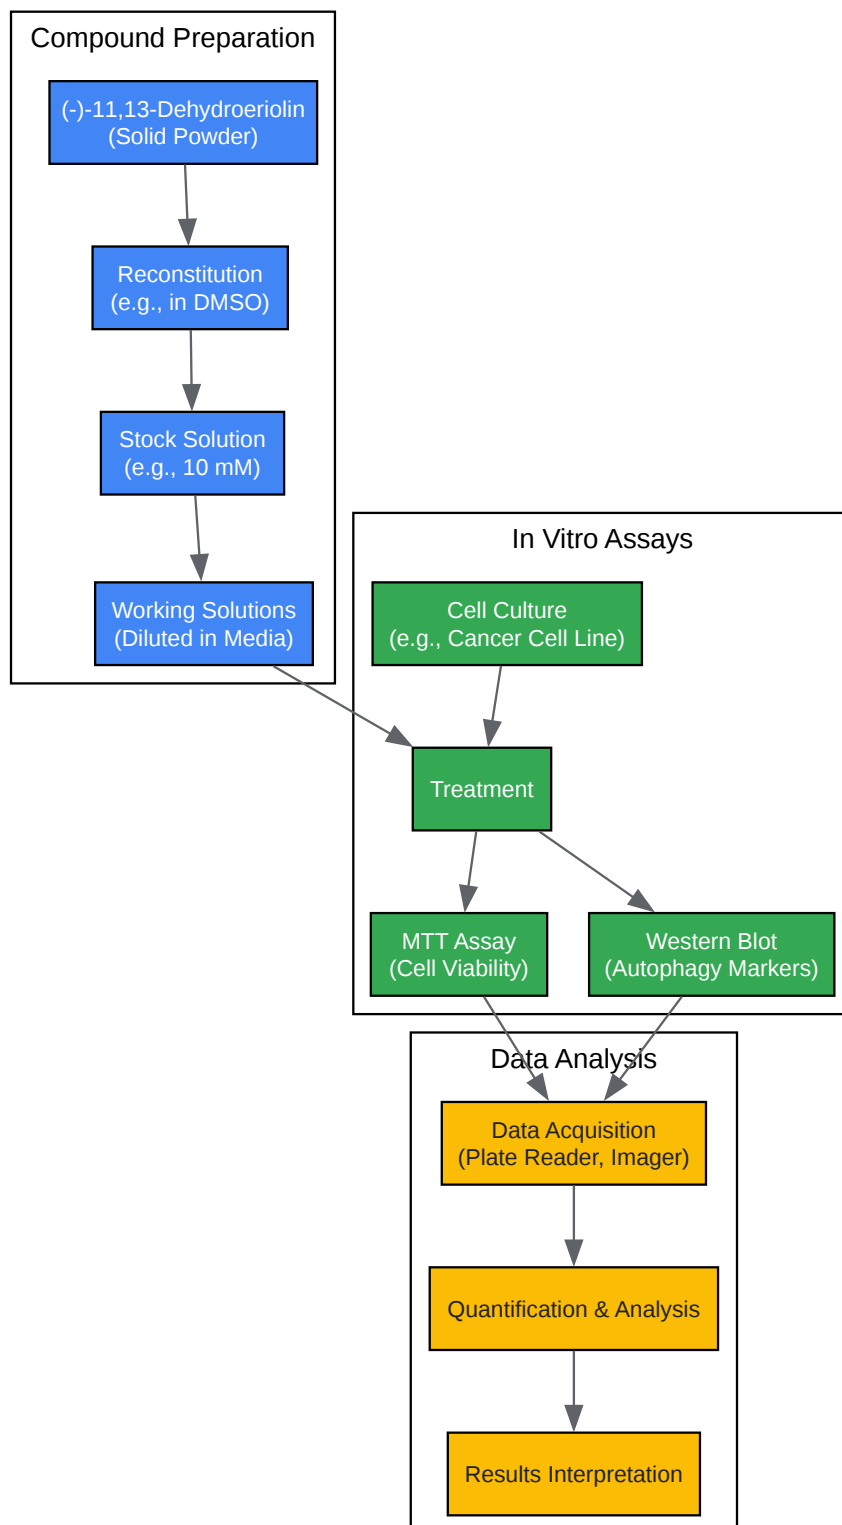 Compound Preparation
(-)-11,13-Dehydroeriolin
(Solid Powder)
Reconstitution
(e.g., in DMSO)
Stock Solution
(e.g., 10 mM)
Working Solutions
(Diluted in Media)
In Vitro Assays
Cell Culture
(e.g., Cancer Cell Line)
Treatment
MTT Assay
(Cell Viability)
Western Blot
(Autophagy Markers)
Data Analysis
Data Acquisition
(Plate Reader, Imager)
Quantification & Analysis
Results Interpretation